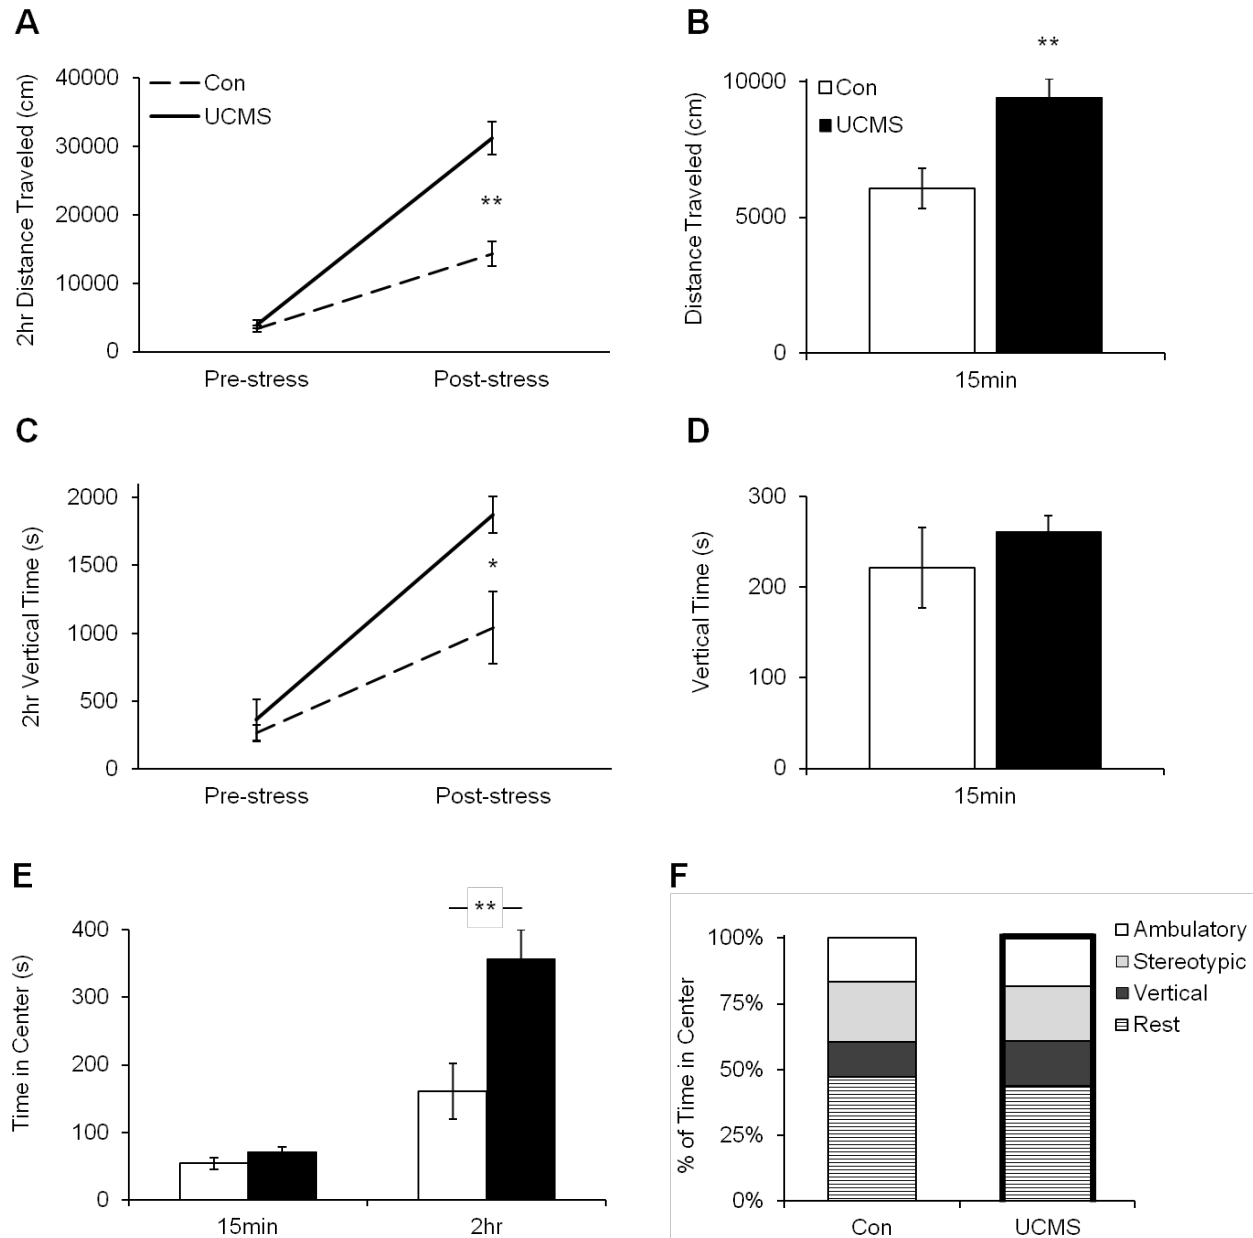 A
2hr Distance Traveled (cm)
40000
30000
20000
10000
0
Con
UCMS
**
Pre-stress
Post-stress
B
Distance Traveled (cm)
10000
5000
0
Con
UCMS
**
15min
C
2hr Vertical Time (s)
2000
1500
1000
500
0
*
Pre-stress
Post-stress
D
Vertical Time (s)
300
200
100
0
15min
E
Time in Center (s)
400
300
200
100
0
**
15min
2hr
F
% of Time in Center
100%
75%
50%
25%
0%
Ambulatory
Stereotypic
Vertical
Rest
Con
UCMS